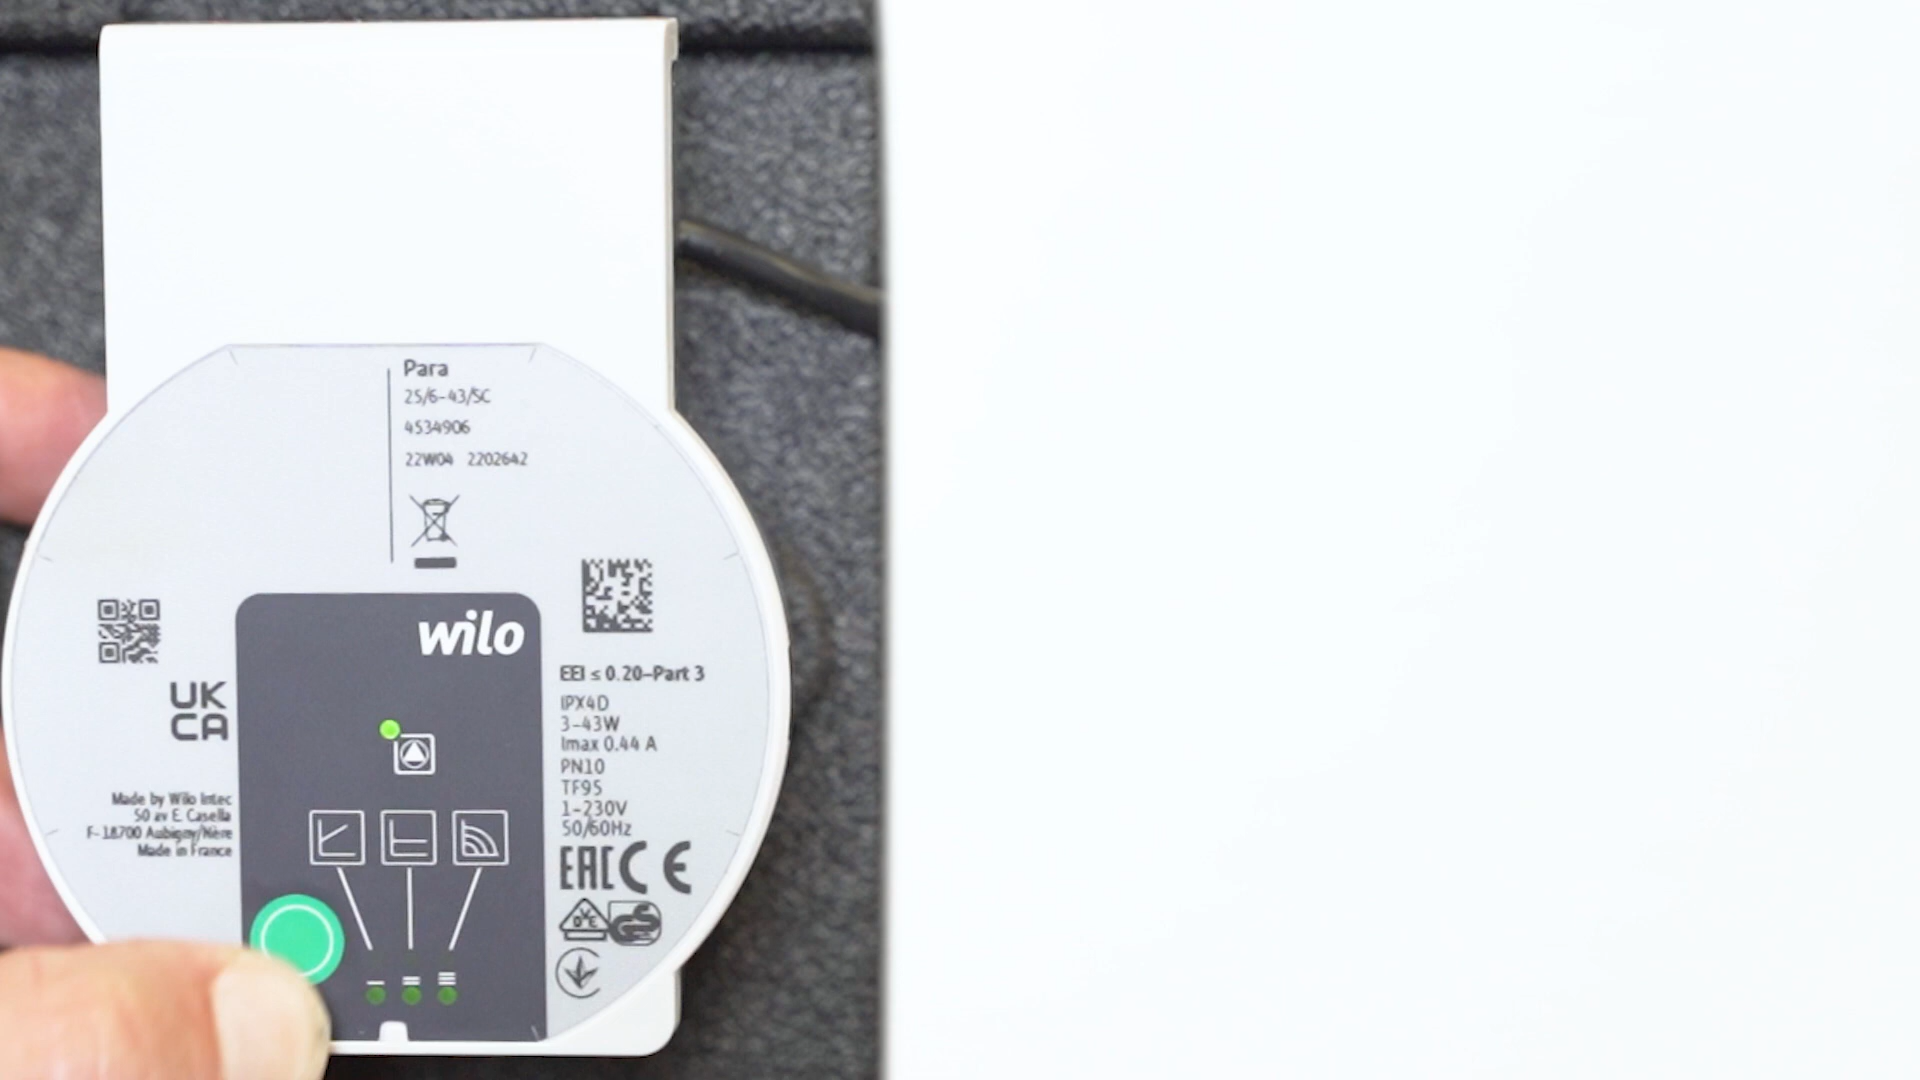 Para
25/6-43/SC
4534906
22W04 2202642
wilo
UK
CA
EEI ≤ 0.20-Part 3
IPX4D
3-43W
Imax 0.44 A
PN10
TF95
1~230V
50/60Hz
Made by Wilo Intec
50 av E. Casella
F-18700 Aubigny/Nère
Made in France
EAC CE
DVE
GS